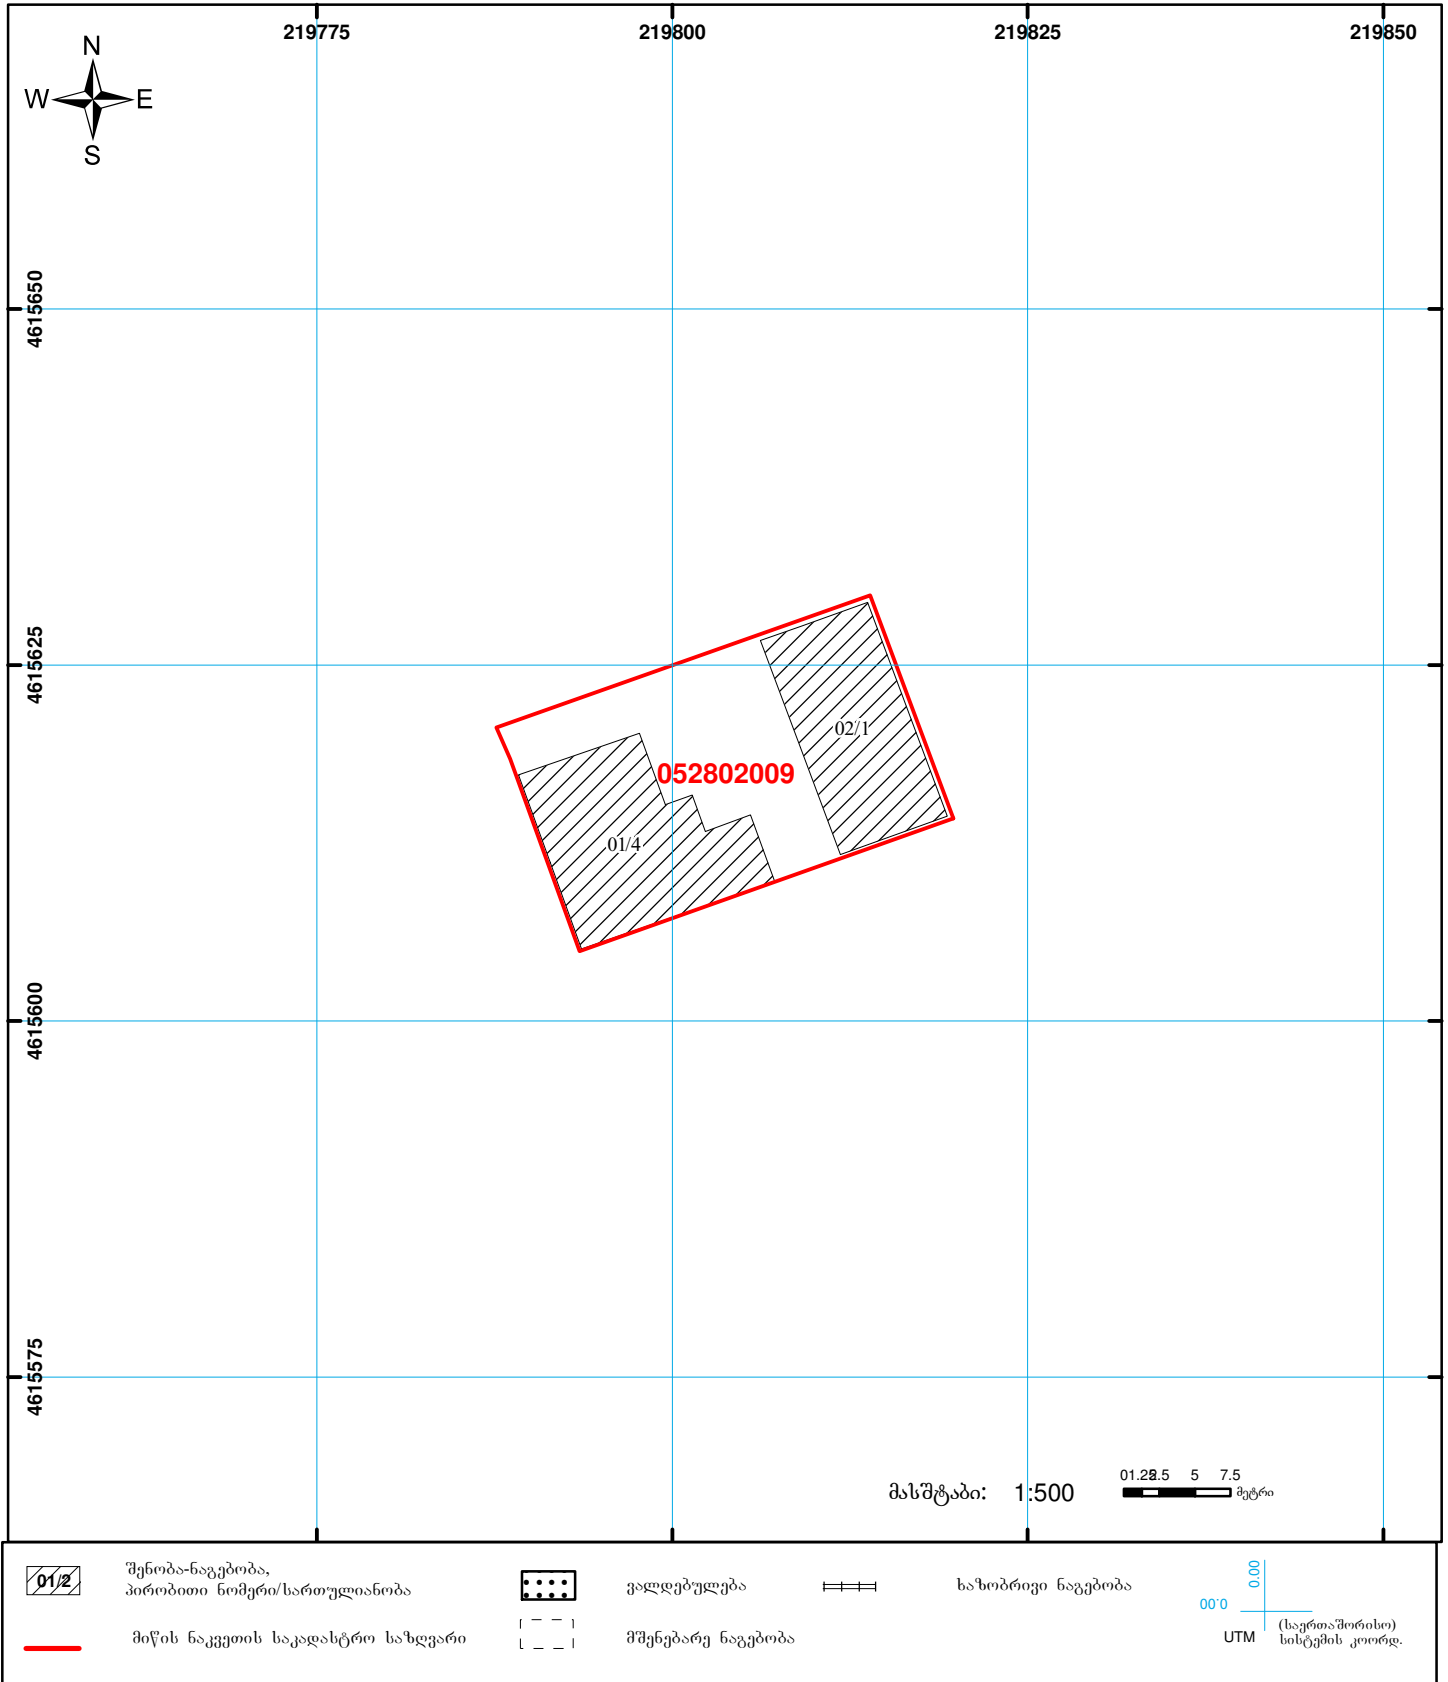 219775 219800 219825 219850
N
W E
S
4615650
4615625
02/1
052802009
01/4
4615600
4615575
მასშტაბი: 1:500
01.252.5 5 7.5
მეტრი
01/2 შენობა-ნაგებობა,
პირობითი ნომერი/სართულიანობა
ვალდებულება
ხაზობრივი ნაგებობა
0.00
0.00
მიწის ნაკვეთის საკადასტრო საზღვარი
მშენებარე ნაგებობა
UTM (საერთაშორისო)
სისტემის კოორდ.